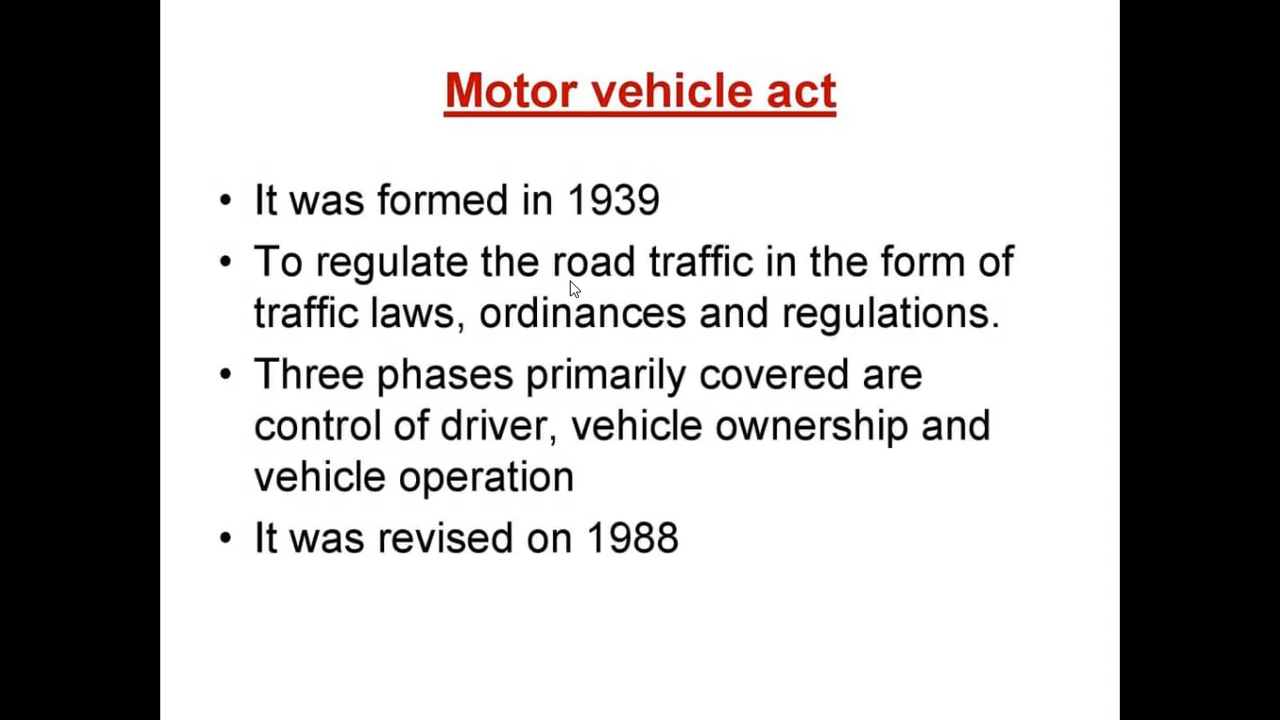 Motor vehicle act
• It was formed in 1939
• To regulate the road traffic in the form of
traffic laws, ordinances and regulations.
• Three phases primarily covered are
control of driver, vehicle ownership and
vehicle operation
• It was revised on 1988